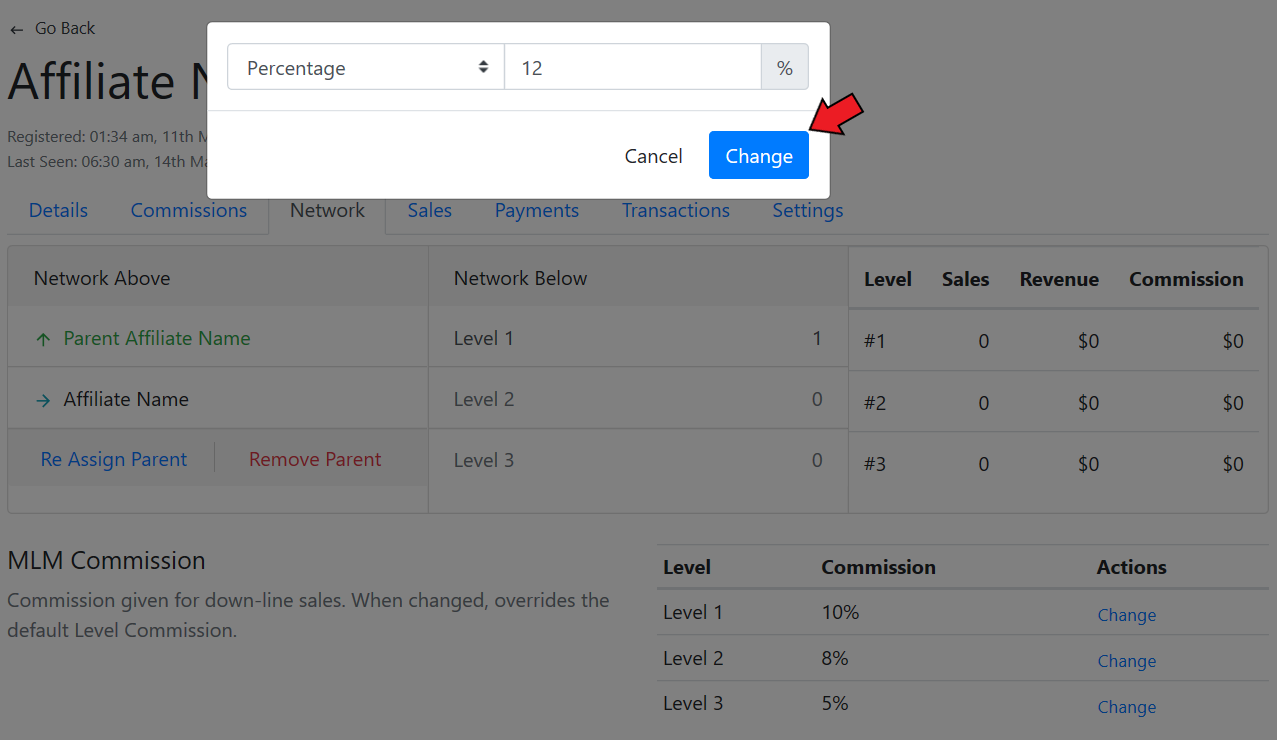 ← Go Back
Percentage 12 %
Affiliate
Registered: 01:34 am, 11th
Last Seen: 06:30 am, 14th
Cancel Change
Details Commissions Network Sales Payments Transactions Settings
Network Above Network Below Level Sales Revenue Commission
↑ Parent Affiliate Name Level 1 1 #1 0 $0 $0
→ Affiliate Name Level 2 0 #2 0 $0 $0
Re Assign Parent Remove Parent Level 3 0 #3 0 $0 $0
MLM Commission
Commission given for down-line sales. When changed, overrides the
default Level Commission.
Level Commission Actions
Level 1 10% Change
Level 2 8% Change
Level 3 5% Change